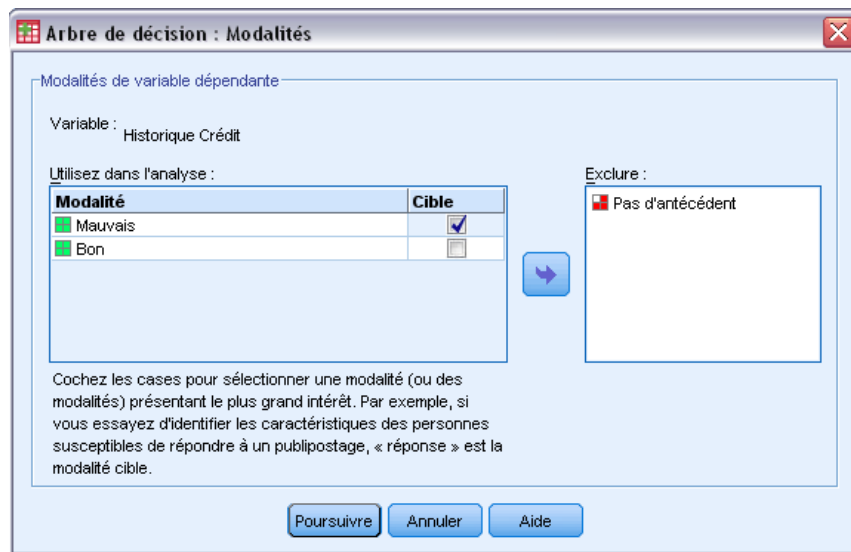 Arbre de décision : Modalités
Modalités de variable dépendante
Variable : Historique Crédit
Utilisez dans l'analyse :
Modalité Cible
Mauvais
Bon
Exclure :
Pas d'antécédent
Cochez les cases pour sélectionner une modalité (ou des
modalités) présentant le plus grand intérêt. Par exemple, si
vous essayez d'identifier les caractéristiques des personnes
susceptibles de répondre à un publipostage, « réponse » est la
modalité cible.
Poursuivre Annuler Aide